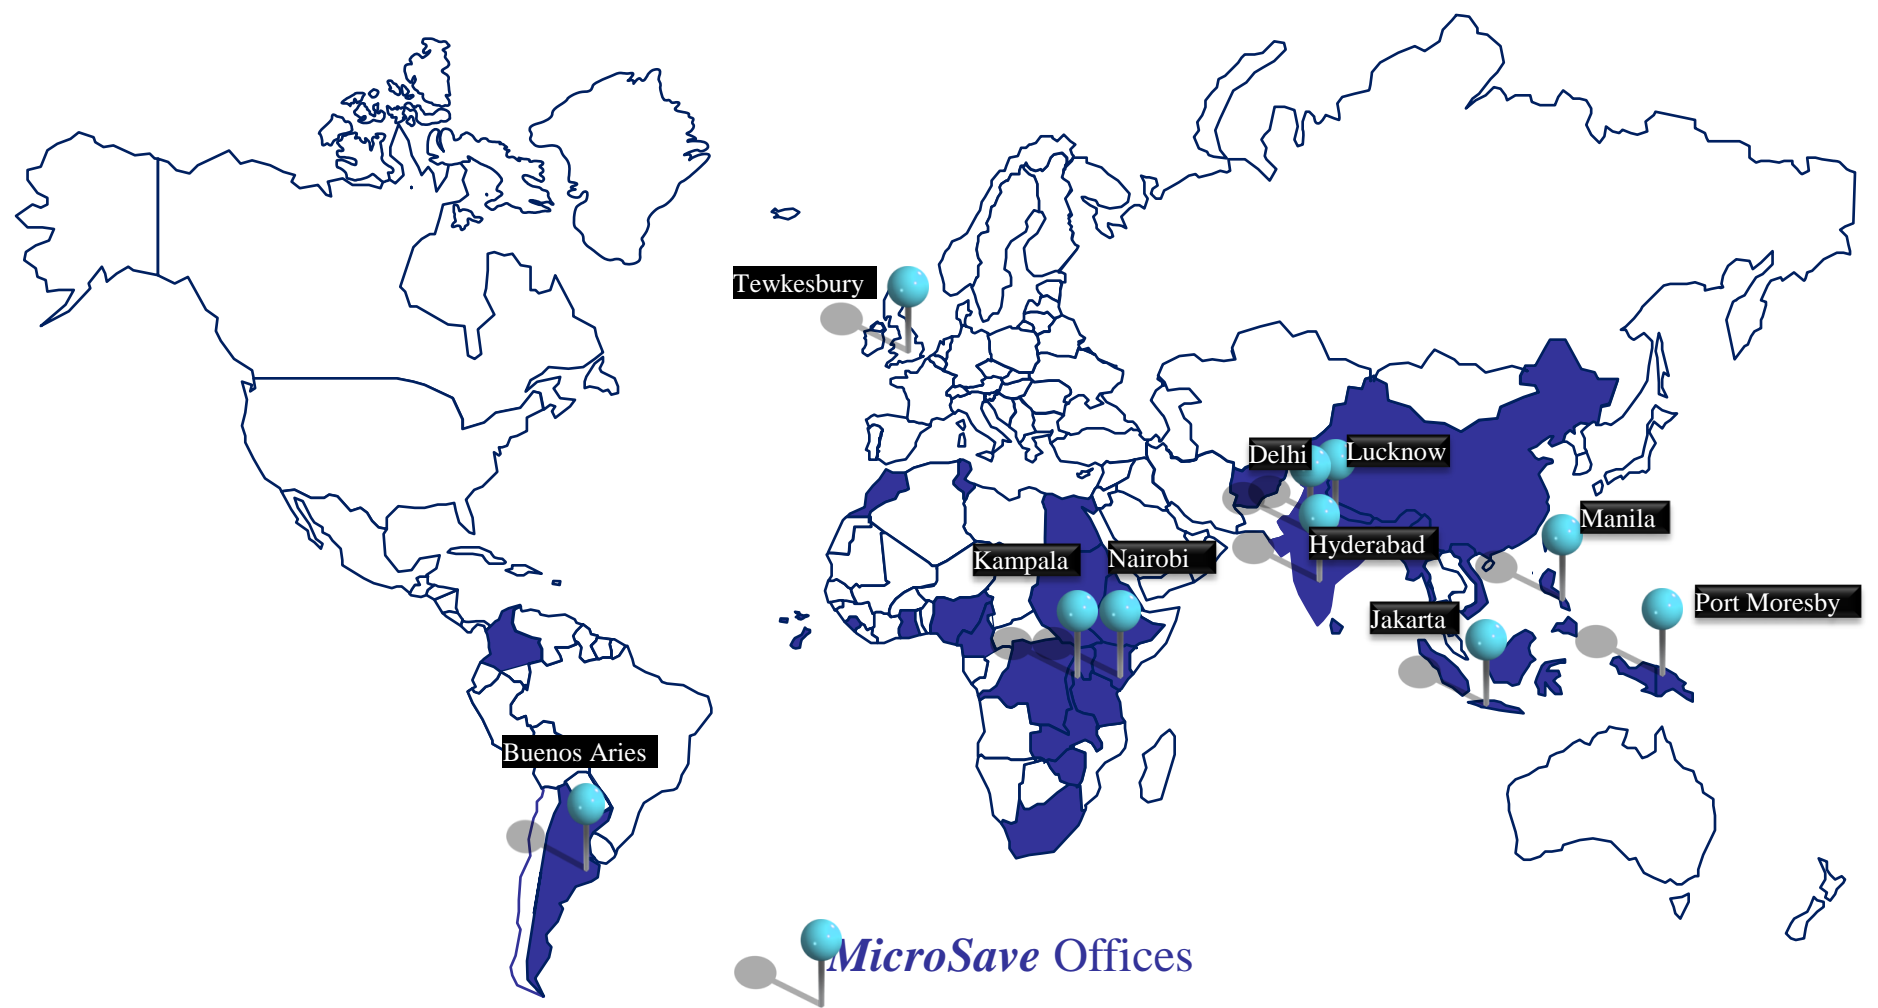 Tewkesbury
Delhi
Lucknow
Manila
Hyderabad
Kampala
Nairobi
Port Moresby
Jakarta
Buenos Aries
MicroSave Offices